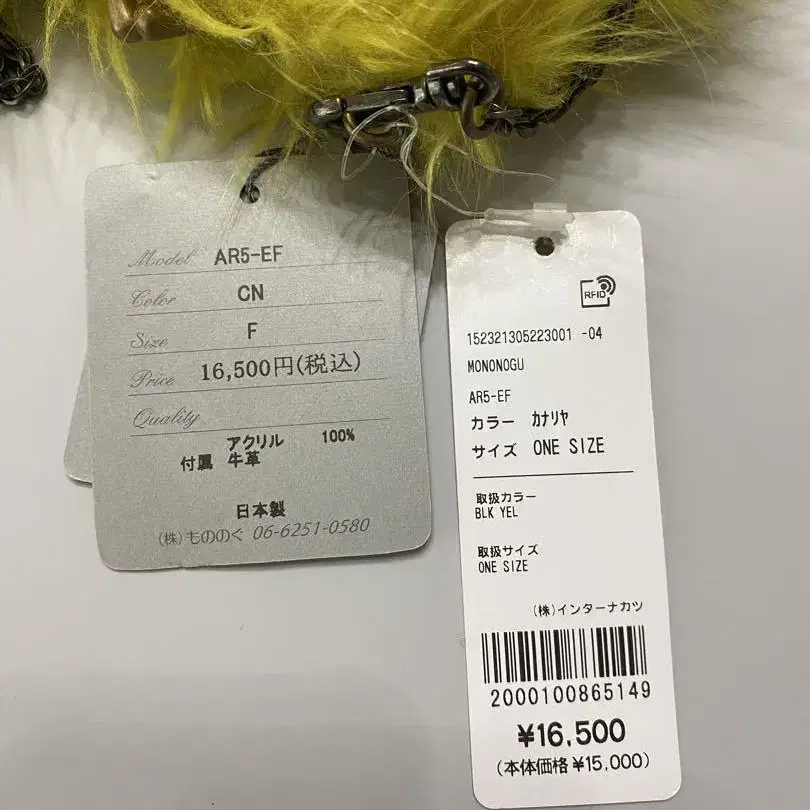 Model AR5-EF
Color CN
Size F
Price 16,500円(税込)
Quality
アクリル 100%
付属 牛革
日本製
(株)もののぐ 06-6251-0580
RFID
152321305223001 -04
MONONOGU
AR5-EF
カラー カナリヤ
サイズ ONE SIZE
取扱カラー
BLK YEL
取扱サイズ
ONE SIZE
(株)インターナカツ
2000100865149
¥16,500
(本体価格¥15,000)